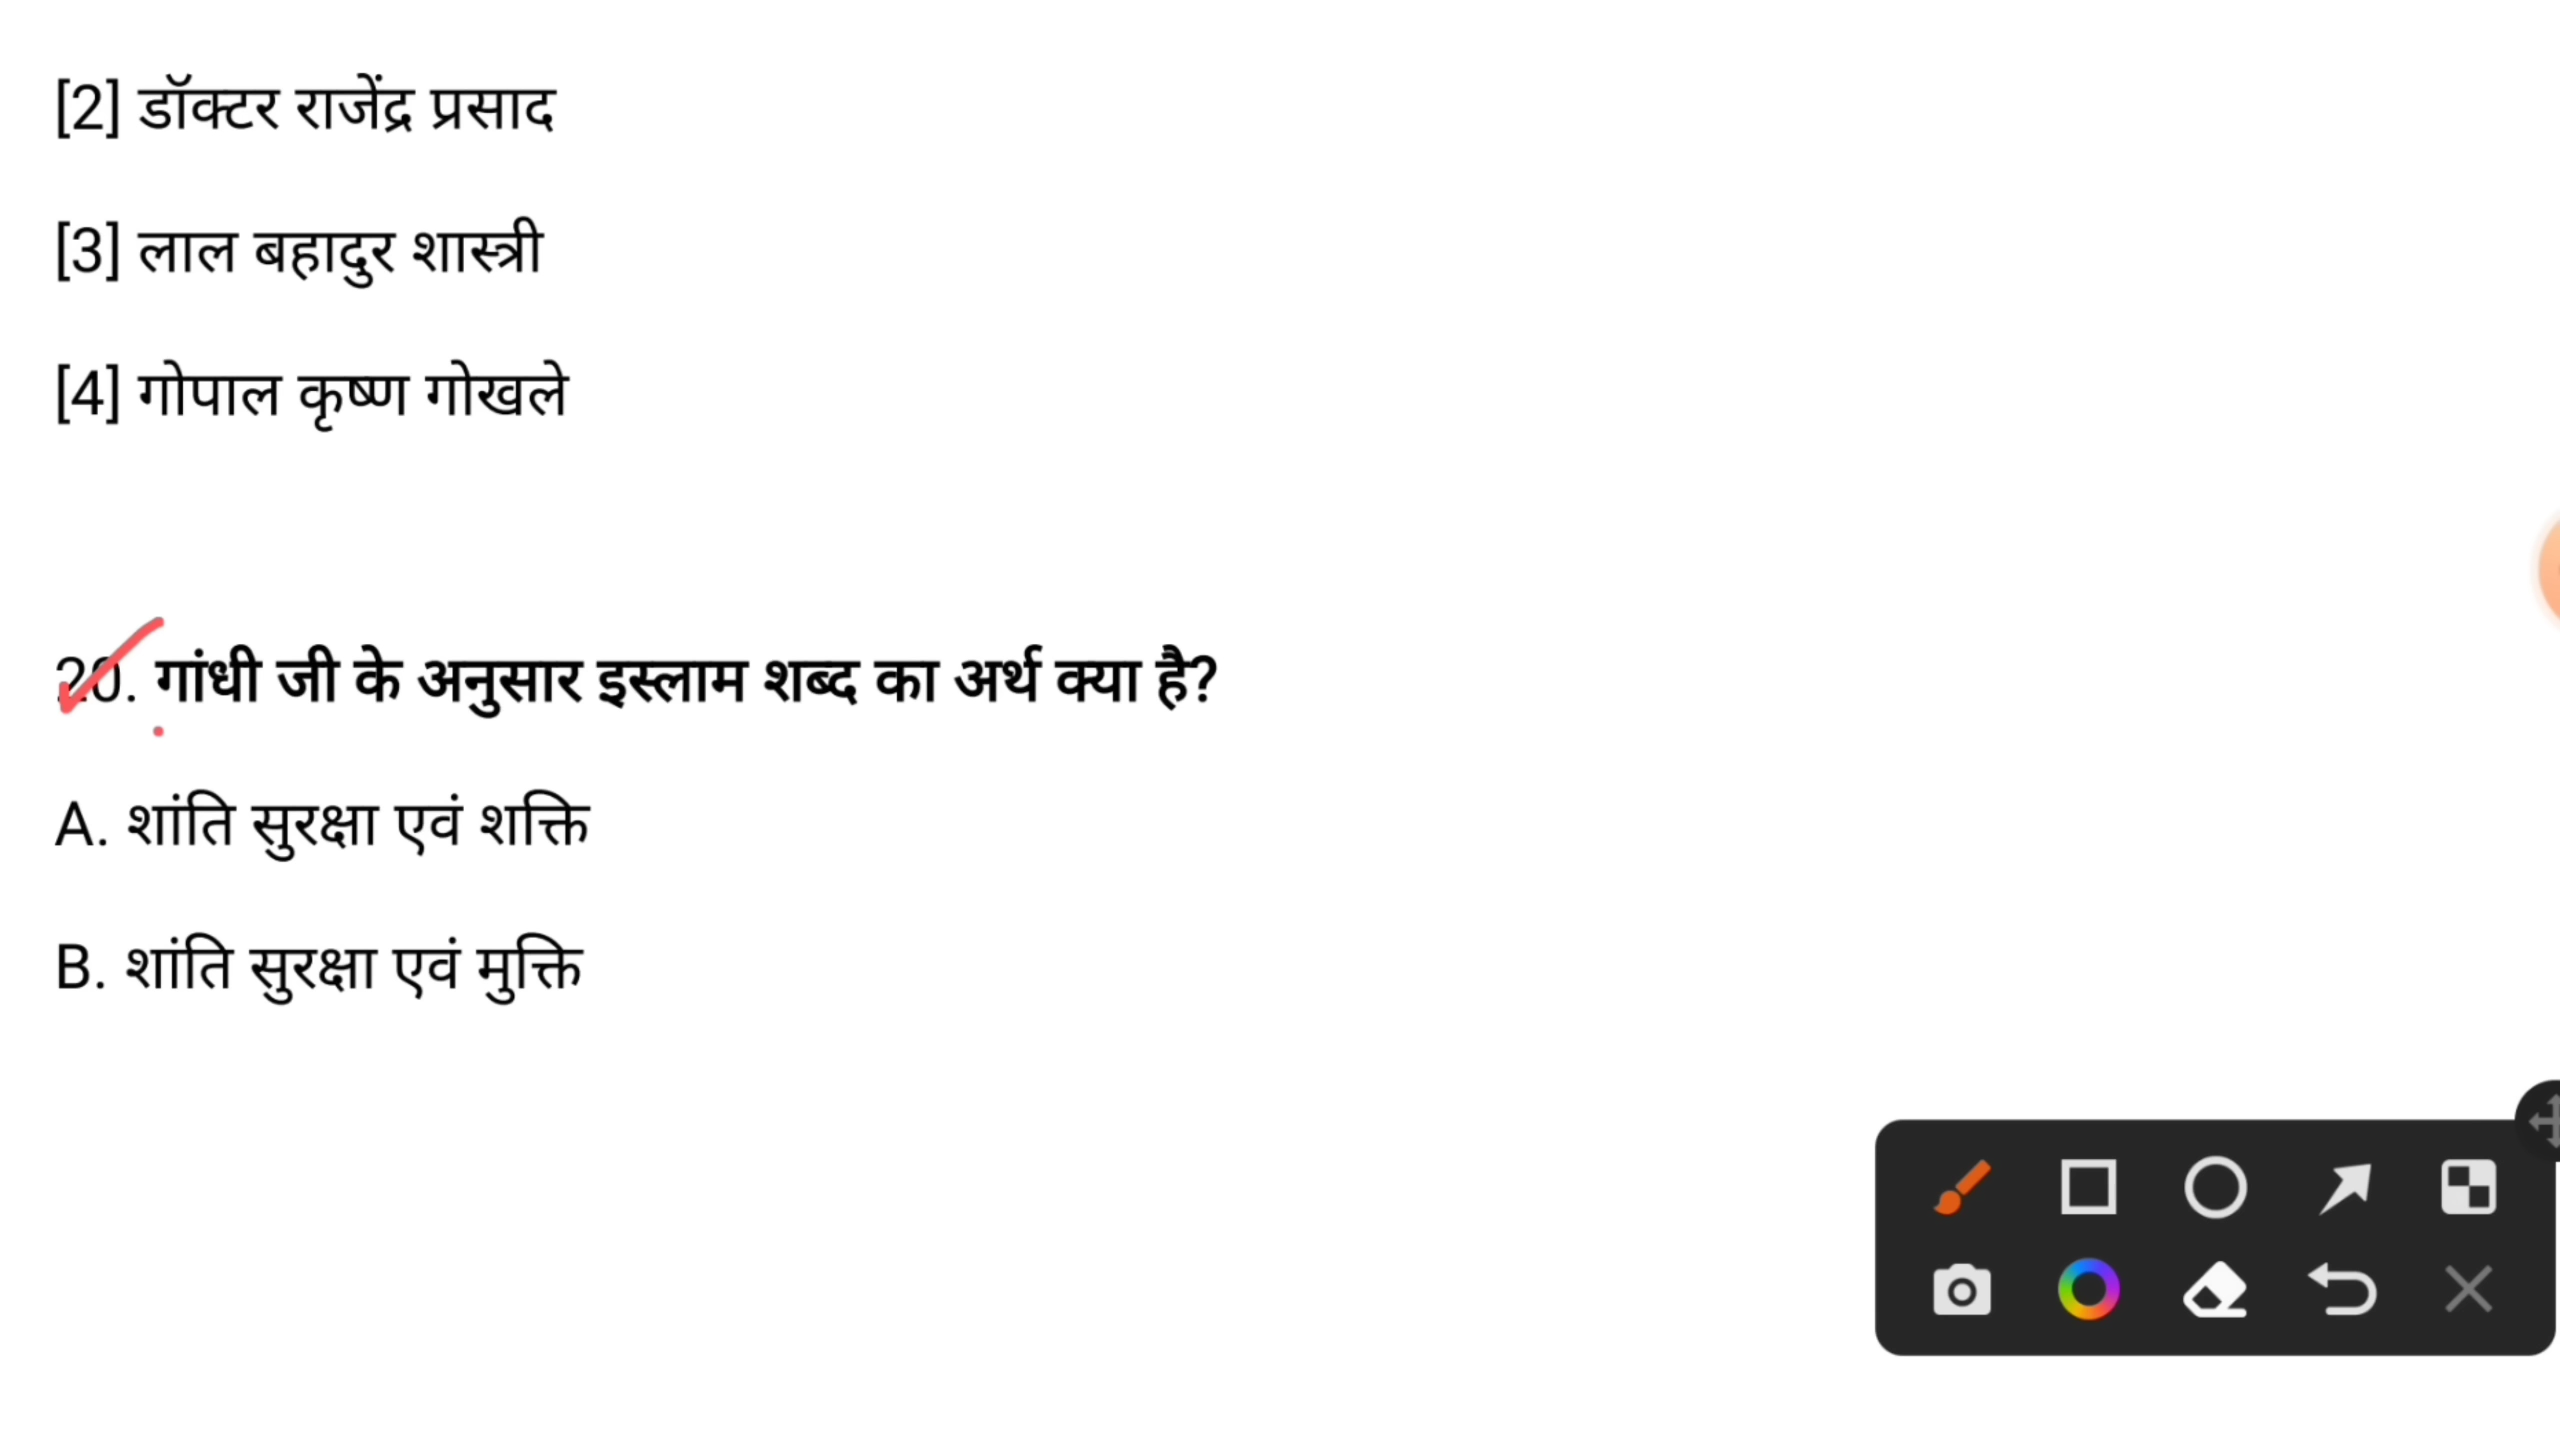 [2] डॉक्टर राजेंद्र प्रसाद
[3] लाल बहादुर शास्त्री
[4] गोपाल कृष्ण गोखले
20. गांधी जी के अनुसार इस्लाम शब्द का अर्थ क्या है?
A. शांति सुरक्षा एवं शक्ति
B. शांति सुरक्षा एवं मुक्ति